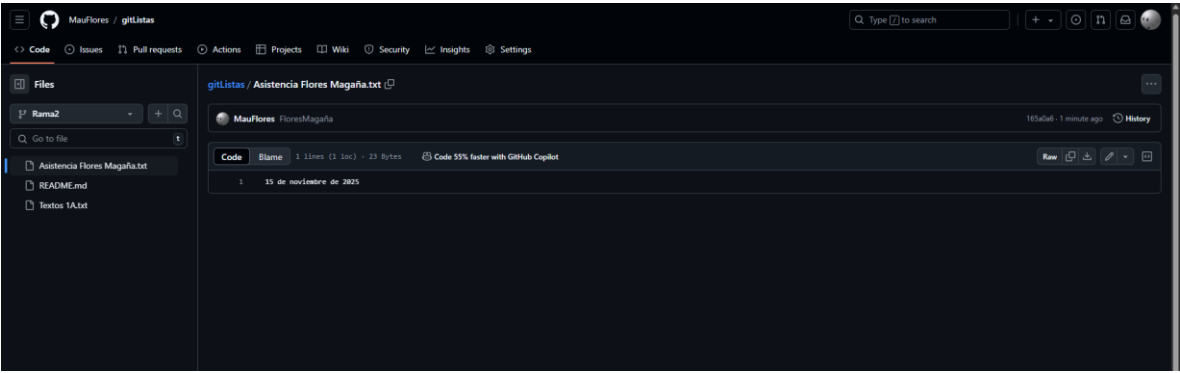 MauFlores / gitListas
Type / to search
Code Issues Pull requests Actions Projects Wiki Security Insights Settings
Files
Rama2
Go to file t
Asistencia Flores Magaña.txt
README.md
Textos 1A.txt
gitListas / Asistencia Flores Magaña.txt
MauFlores FloresMagaña 165a0a6 · 1 minute ago History
Code Blame 1 lines (1 loc) · 23 Bytes Code 55% faster with GitHub Copilot Raw
1 15 de noviembre de 2025